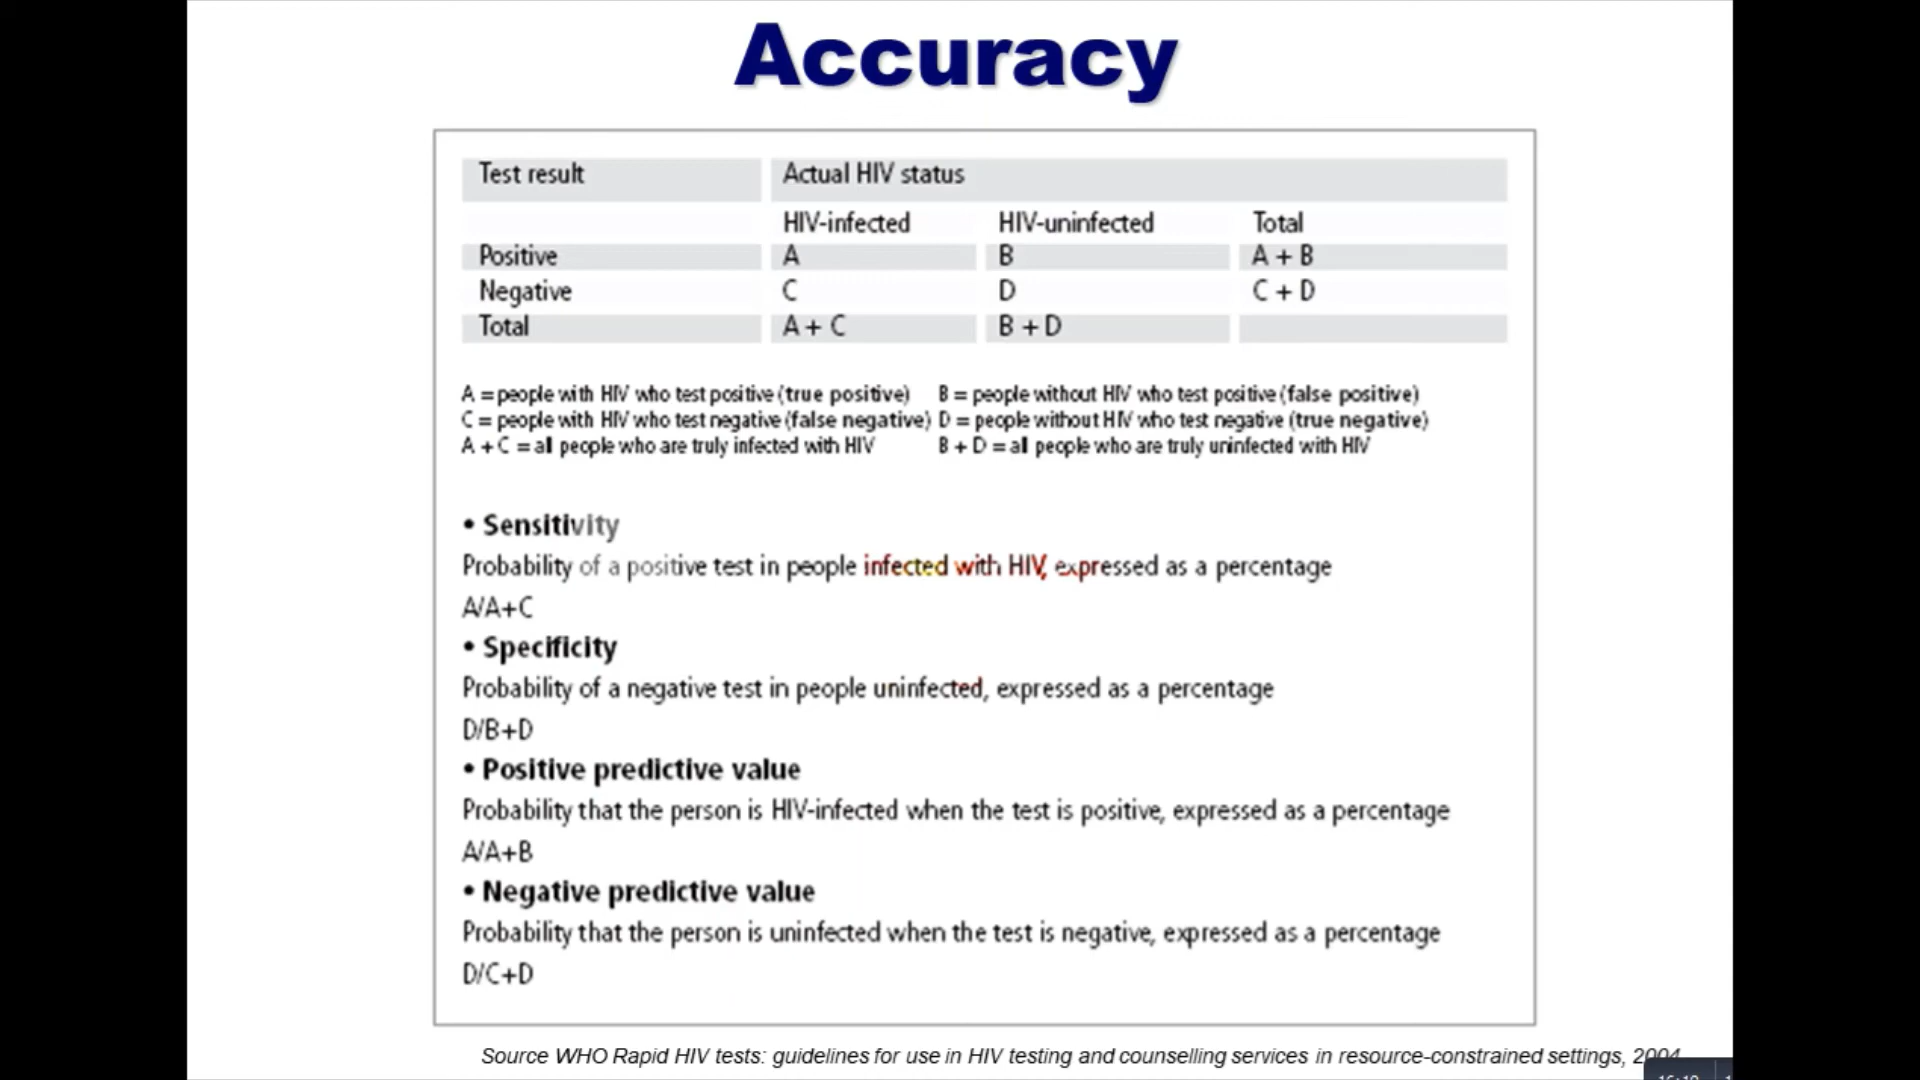 Accuracy
Test result Actual HIV status
HIV-infected HIV-uninfected Total
Positive A B A + B
Negative C D C + D
Total A + C B + D
A = people with HIV who test positive (true positive) B = people without HIV who test positive (false positive)
C = people with HIV who test negative (false negative) D = people without HIV who test negative (true negative)
A + C = all people who are truly infected with HIV B + D = all people who are truly uninfected with HIV
• Sensitivity
Probability of a positive test in people infected with HIV, expressed as a percentage
A/A+C
• Specificity
Probability of a negative test in people uninfected, expressed as a percentage
D/B+D
• Positive predictive value
Probability that the person is HIV-infected when the test is positive, expressed as a percentage
A/A+B
• Negative predictive value
Probability that the person is uninfected when the test is negative, expressed as a percentage
D/C+D
Source WHO Rapid HIV tests: guidelines for use in HIV testing and counselling services in resource-constrained settings, 2004